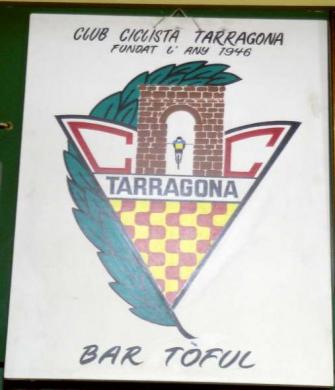 CLUB CICLISTA TARRAGONA
FUNDAT L' ANY 1946
C C
TARRAGONA
BAR TÒFUL